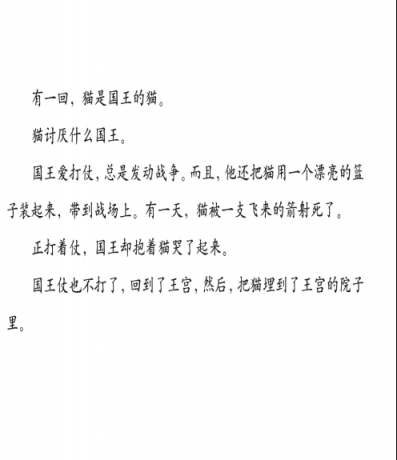 有一回，猫是国王的猫。
猫讨厌什么国王。
国王爱打仗，总是发动战争。而且，他还把猫用一个漂亮的篮
子装起来，带到战场上。有一天，猫被一支飞来的箭射死了。
正打着仗，国王却抱着猫哭了起来。
国王仗也不打了，回到了王宫，然后，把猫埋到了王宫的院子
里。